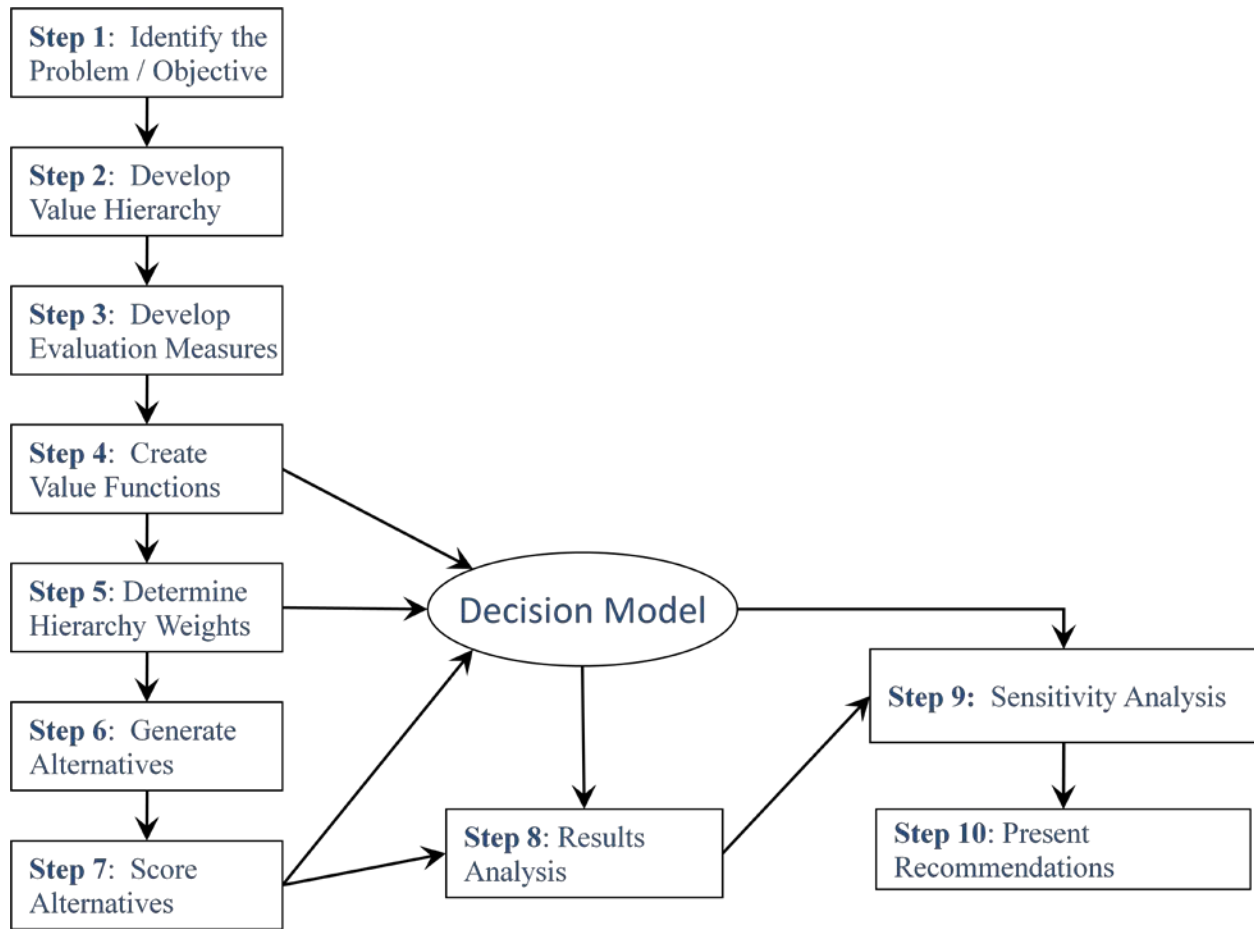 Step 1:  Identify the
Problem / Objective
Step 2:  Develop
Value Hierarchy
Step 3:  Develop
Evaluation Measures
Step 4:  Create
Value Functions
Step 5: Determine
Hierarchy Weights
Step 6:  Generate
Alternatives
Step 7:  Score
Alternatives
Decision Model
Step 8: Results
Analysis
Step 9:  Sensitivity Analysis
Step 10: Present
Recommendations